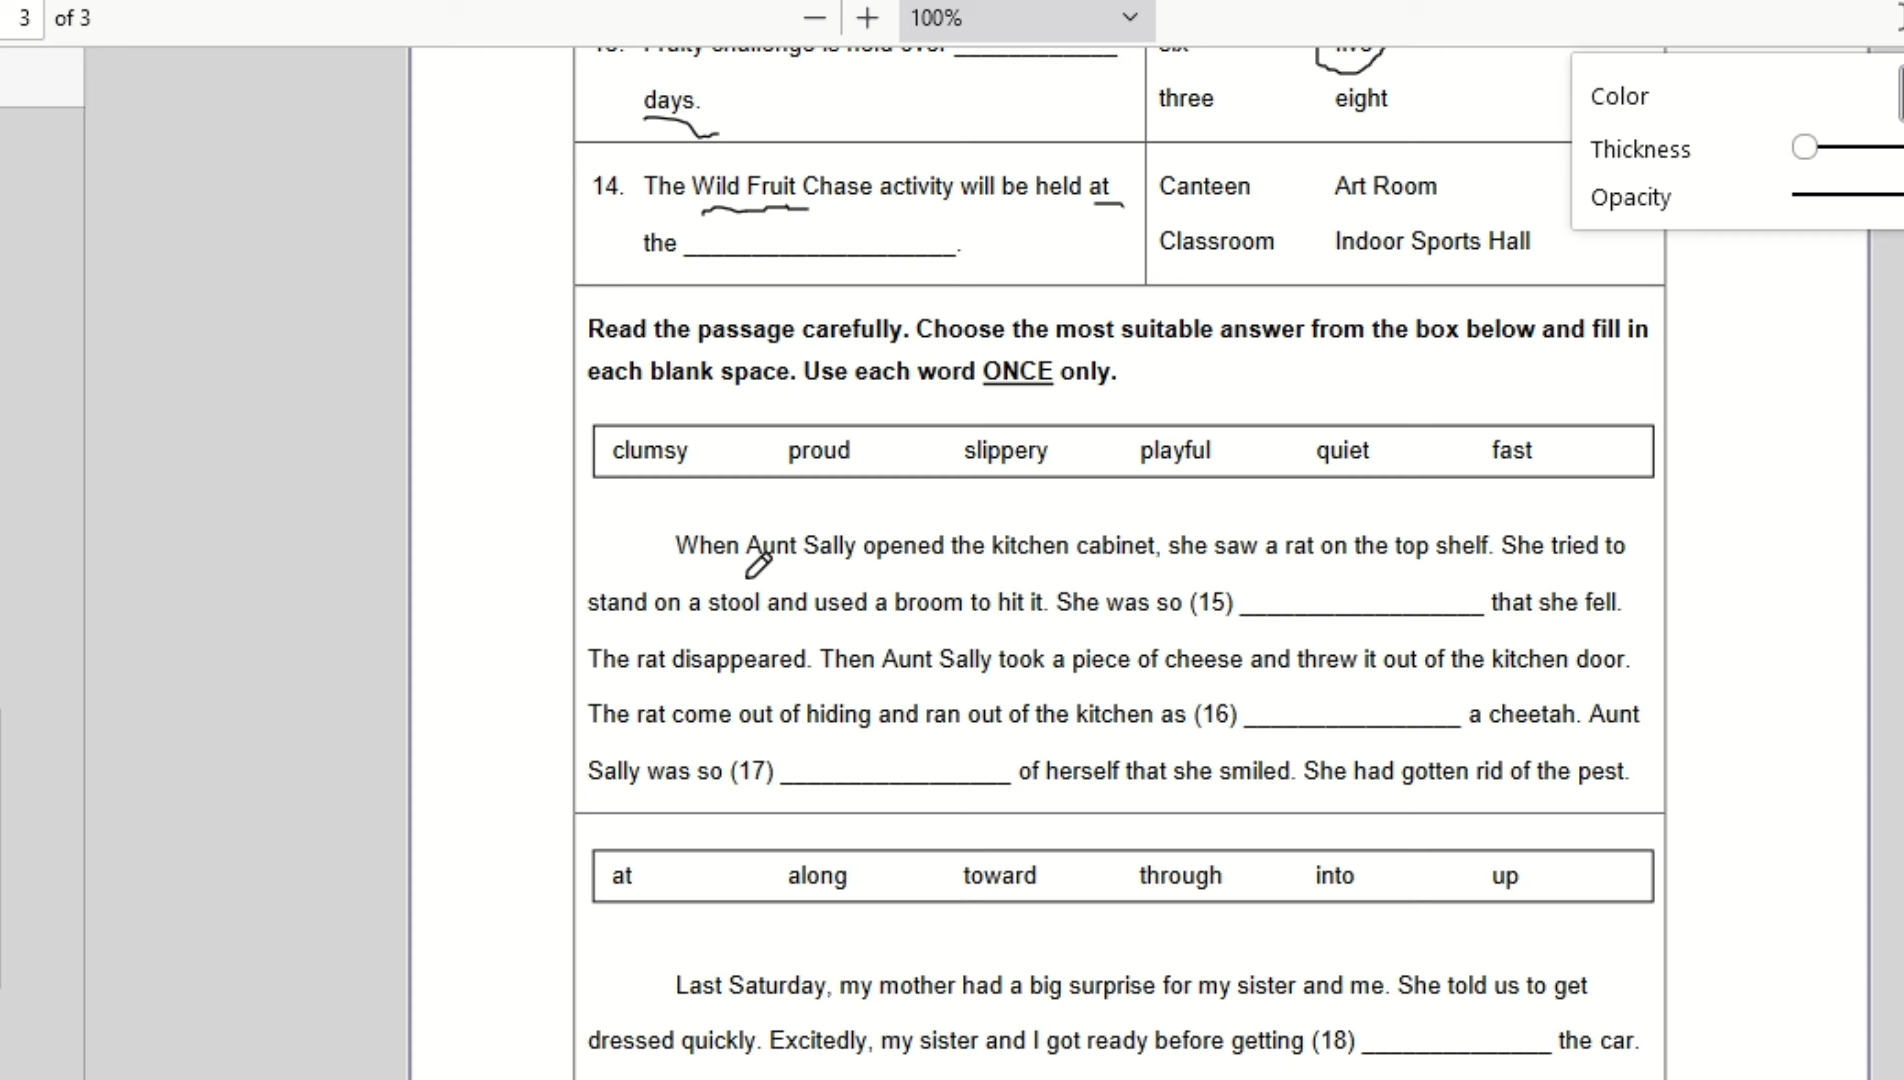 3 of 3
100%
13. Fruity challenge is held over ____________ six five
days. three eight
Color
Thickness
Opacity
14. The Wild Fruit Chase activity will be held at Canteen Art Room
the ____________________. Classroom Indoor Sports Hall
Read the passage carefully. Choose the most suitable answer from the box below and fill in
each blank space. Use each word ONCE only.
clumsy proud slippery playful quiet fast
When Aunt Sally opened the kitchen cabinet, she saw a rat on the top shelf. She tried to
stand on a stool and used a broom to hit it. She was so (15) __________________ that she fell.
The rat disappeared. Then Aunt Sally took a piece of cheese and threw it out of the kitchen door.
The rat come out of hiding and ran out of the kitchen as (16) ________________ a cheetah. Aunt
Sally was so (17) _________________ of herself that she smiled. She had gotten rid of the pest.
at along toward through into up
Last Saturday, my mother had a big surprise for my sister and me. She told us to get
dressed quickly. Excitedly, my sister and I got ready before getting (18) ______________ the car.